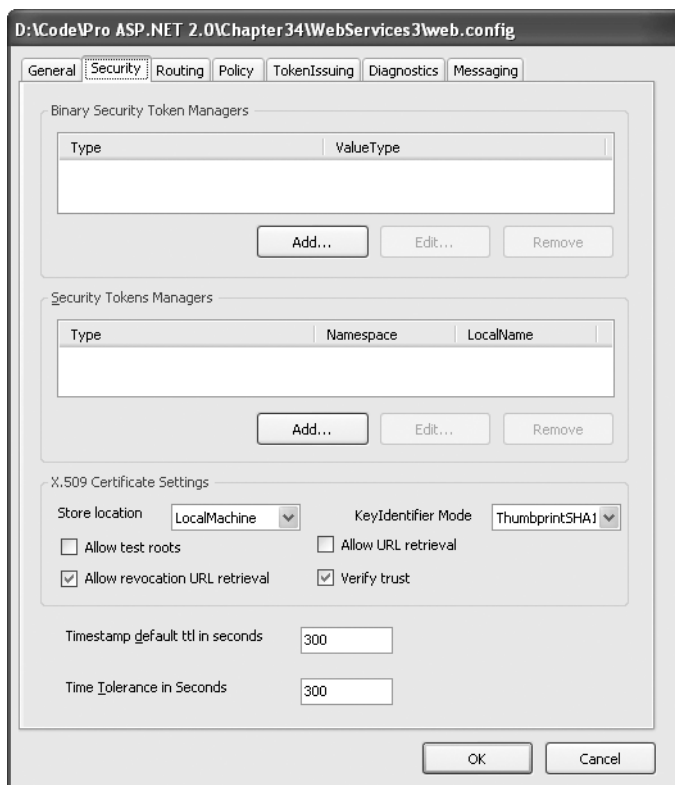 D:\Code\Pro ASP.NET 2.0\Chapter34\WebServices3\web.config
General Security Routing Policy TokenIssuing Diagnostics Messaging
Binary Security Token Managers
Type ValueType
Add... Edit... Remove
Security Tokens Managers
Type Namespace LocalName
Add... Edit... Remove
X.509 Certificate Settings
Store location LocalMachine KeyIdentifier Mode ThumbprintSHA1
Allow test roots Allow URL retrieval
Allow revocation URL retrieval Verify trust
Timestamp default ttl in seconds 300
Time Tolerance in Seconds 300
OK Cancel